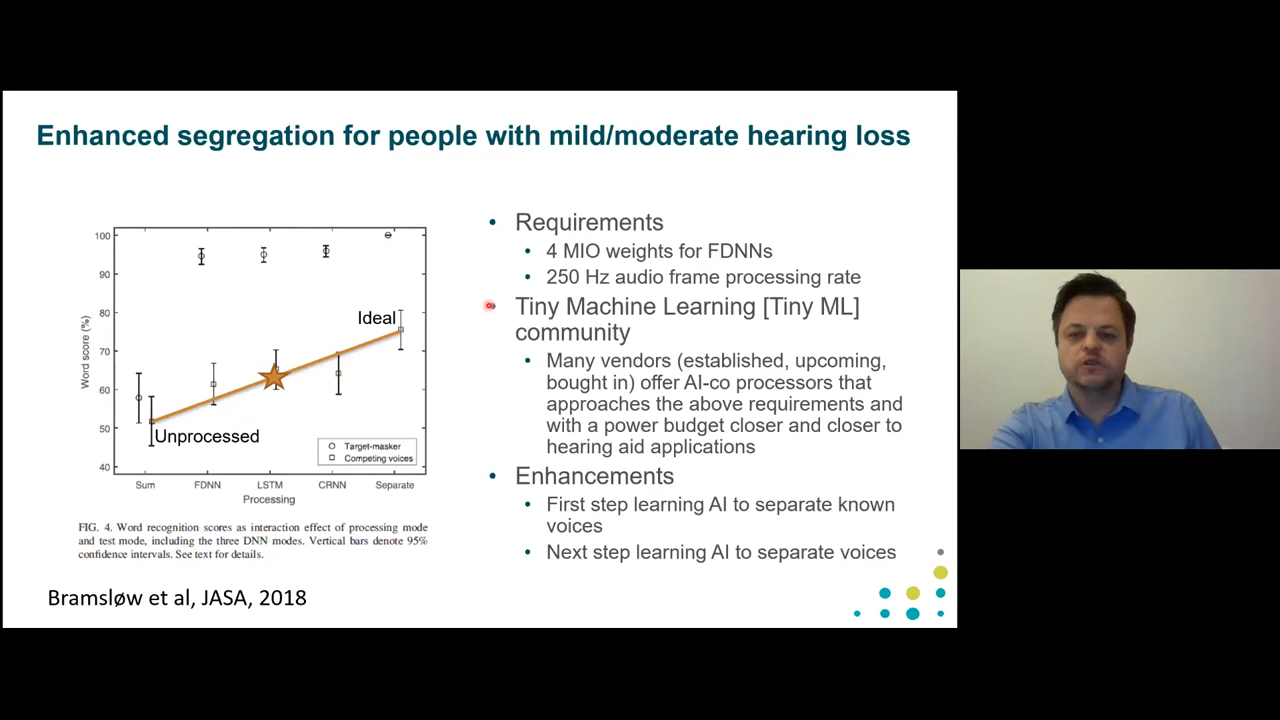 Enhanced segregation for people with mild/moderate hearing loss
100
90
80
70
60
50
40
Word score (%)
Ideal
Unprocessed
Target-masker
Competing voices
Sum
FDNN
LSTM
CRNN
Separate
Processing
FIG. 4. Word recognition scores as interaction effect of processing mode
and test mode, including the three DNN modes. Vertical bars denote 95%
confidence intervals. See text for details.
Bramsløw et al, JASA, 2018
• Requirements
• 4 MIO weights for FDNNs
• 250 Hz audio frame processing rate
• Tiny Machine Learning [Tiny ML]
community
• Many vendors (established, upcoming,
bought in) offer AI-co processors that
approaches the above requirements and
with a power budget closer and closer to
hearing aid applications
• Enhancements
• First step learning AI to separate known
voices
• Next step learning AI to separate voices